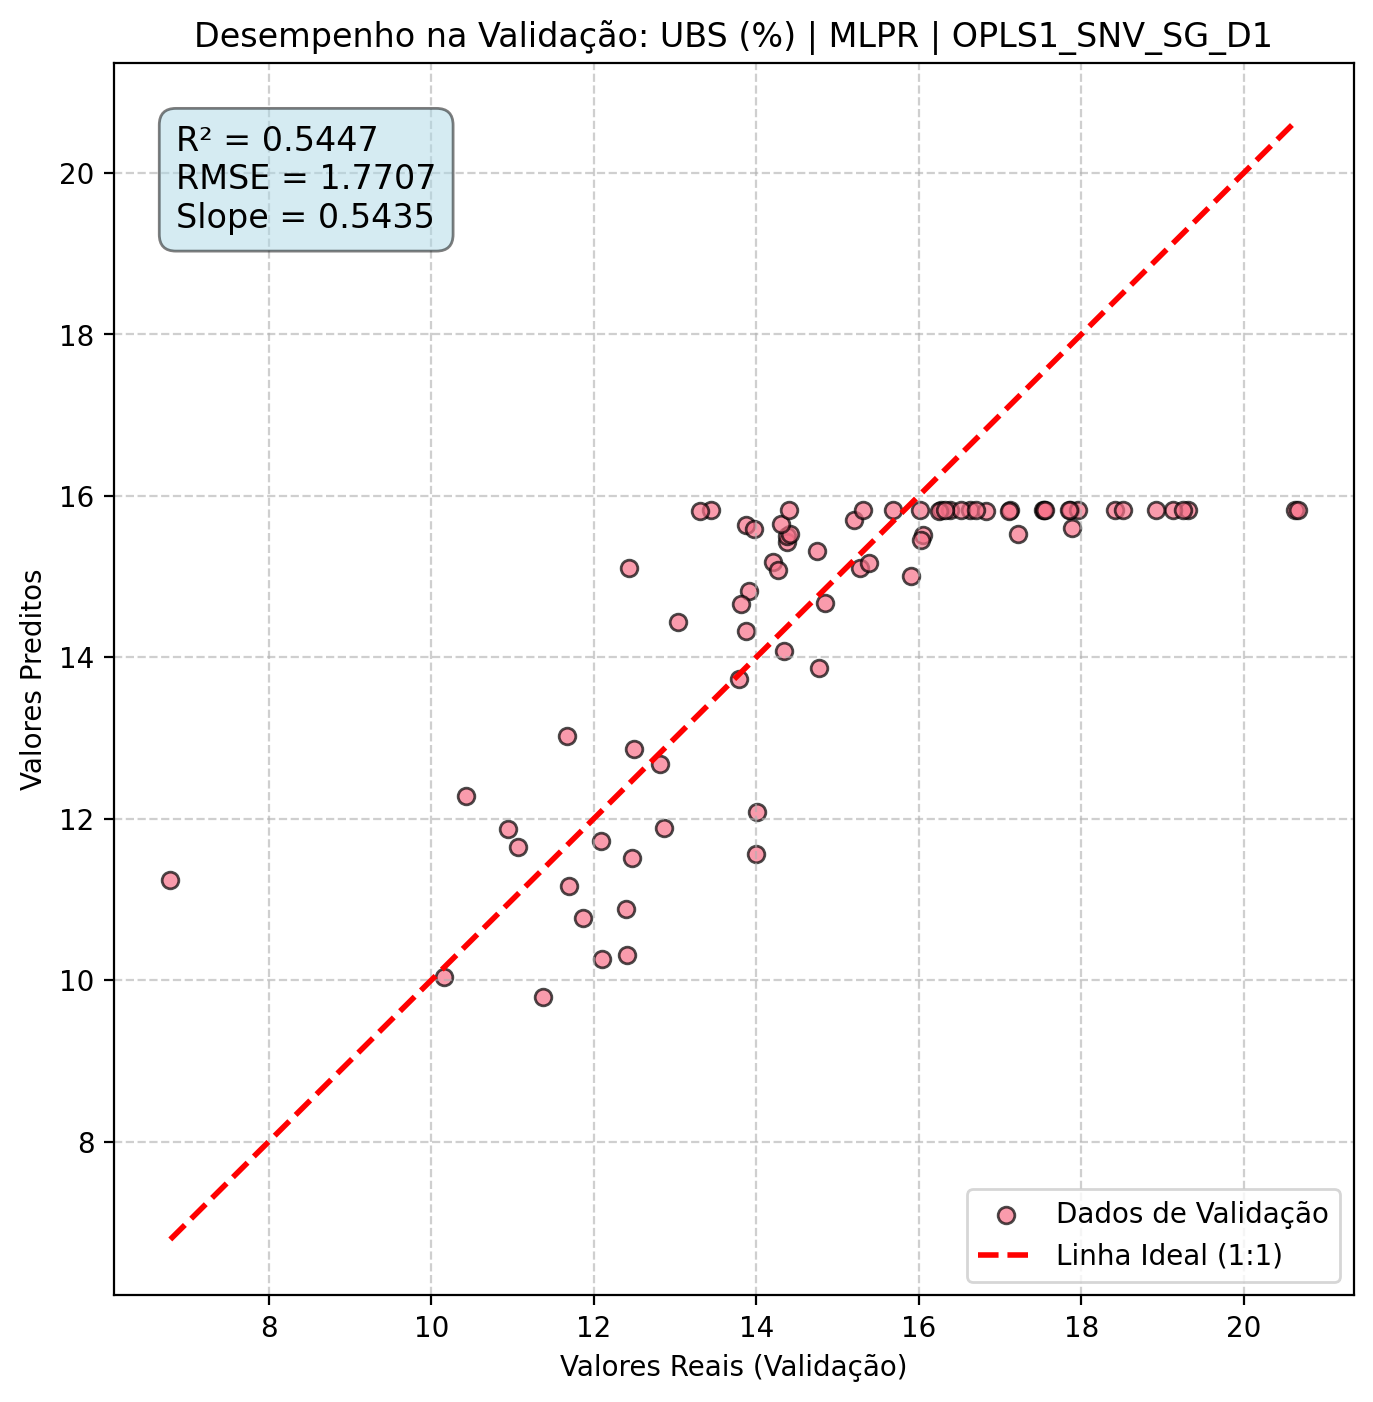 Desempenho na Validação: UBS (%) | MLPR | OPLS1_SNV_SG_D1
R² = 0.5447
RMSE = 1.7707
Slope = 0.5435
20
18
16
14
12
10
8
Valores Preditos
8 10 12 14 16 18 20
Valores Reais (Validação)
Dados de Validação
Linha Ideal (1:1)